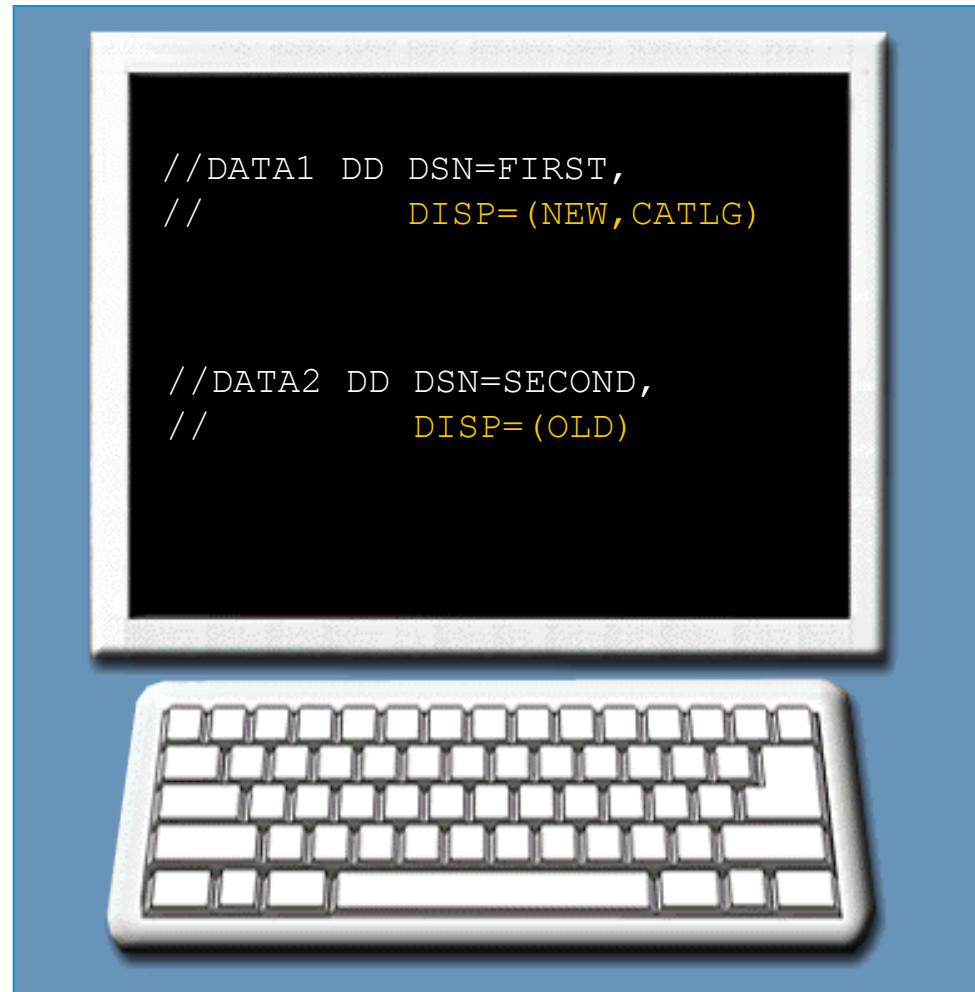 //DATA1 DD DSN=FIRST,
// DISP=(NEW,CATLG)
//DATA2 DD DSN=SECOND,
// DISP=(OLD)